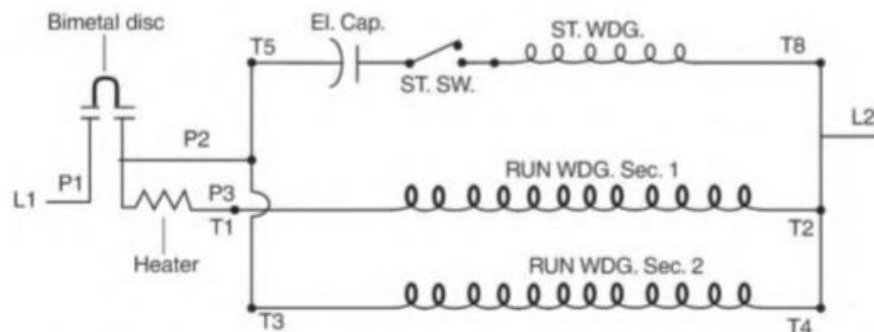 Bimetal disc
El. Cap.
ST. WDG.
T5
T8
ST. SW.
L2
P2
P1
RUN WDG. Sec. 1
L1
P3
T1
T2
Heater
RUN WDG. Sec. 2
T3
T4